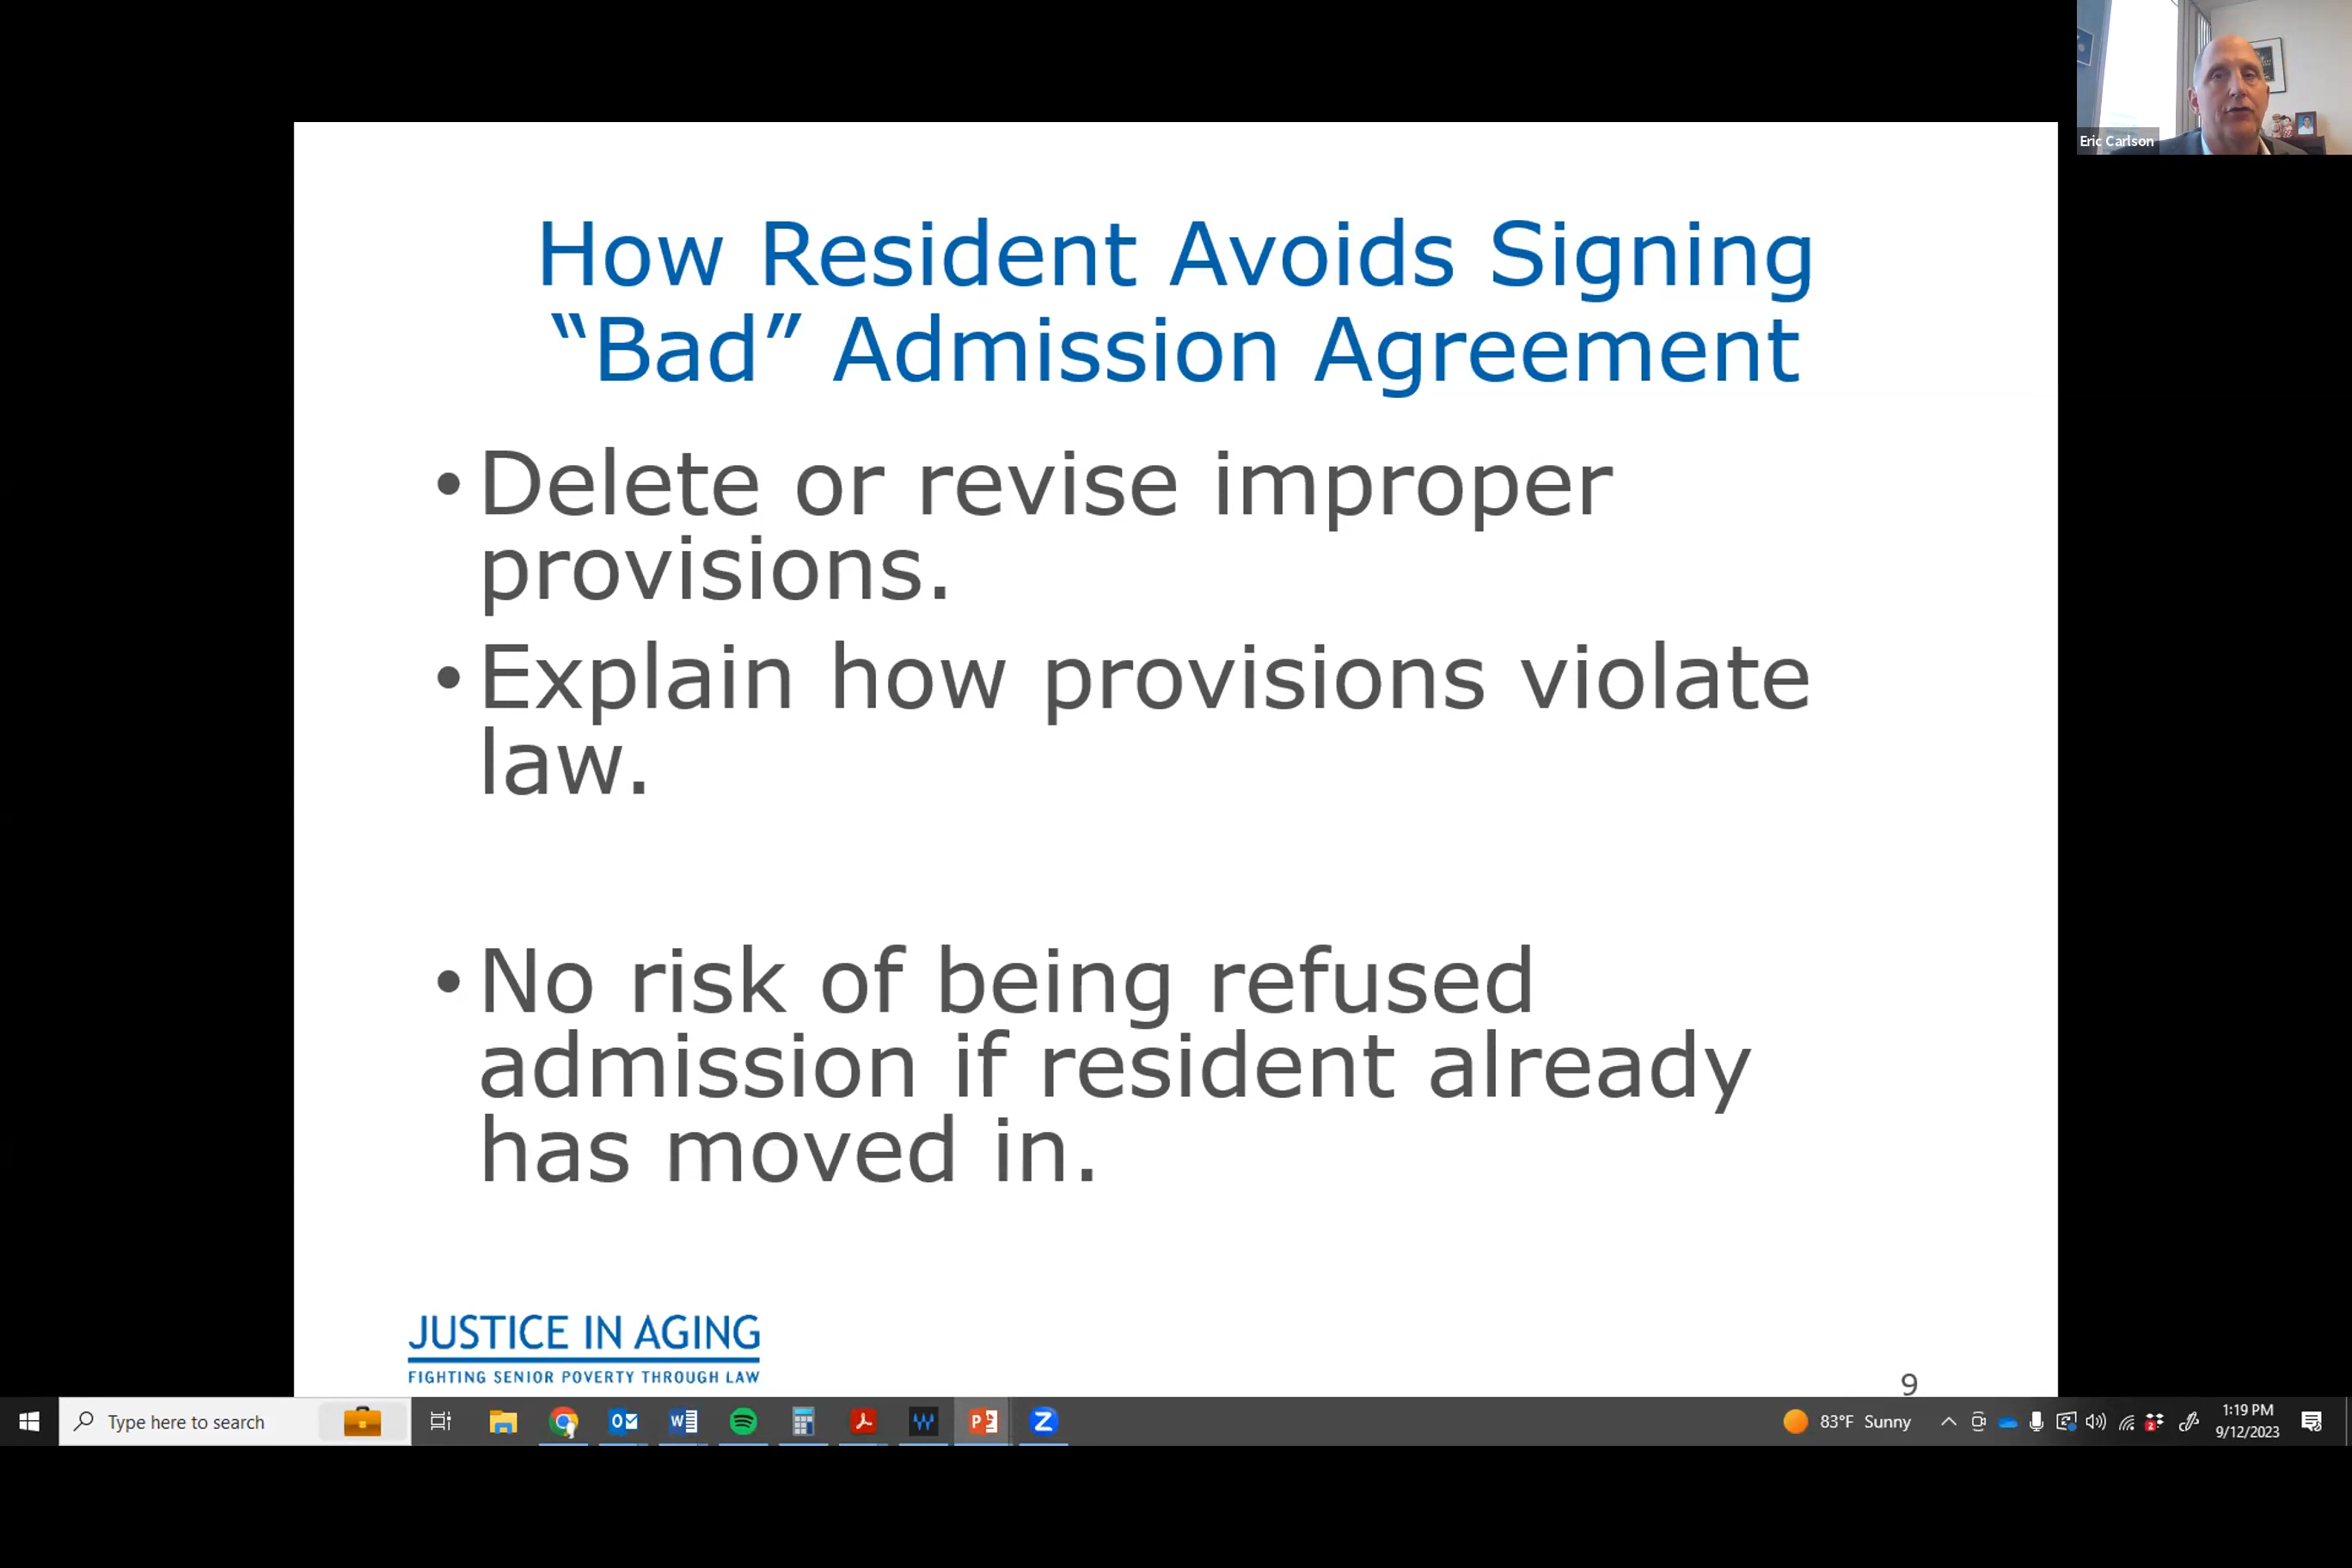 Eric Carlson
How Resident Avoids Signing
“Bad” Admission Agreement
• Delete or revise improper
provisions.
• Explain how provisions violate
law.
• No risk of being refused
admission if resident already
has moved in.
JUSTICE IN AGING
FIGHTING SENIOR POVERTY THROUGH LAW
9
Type here to search
83°F Sunny
1:19 PM
9/12/2023